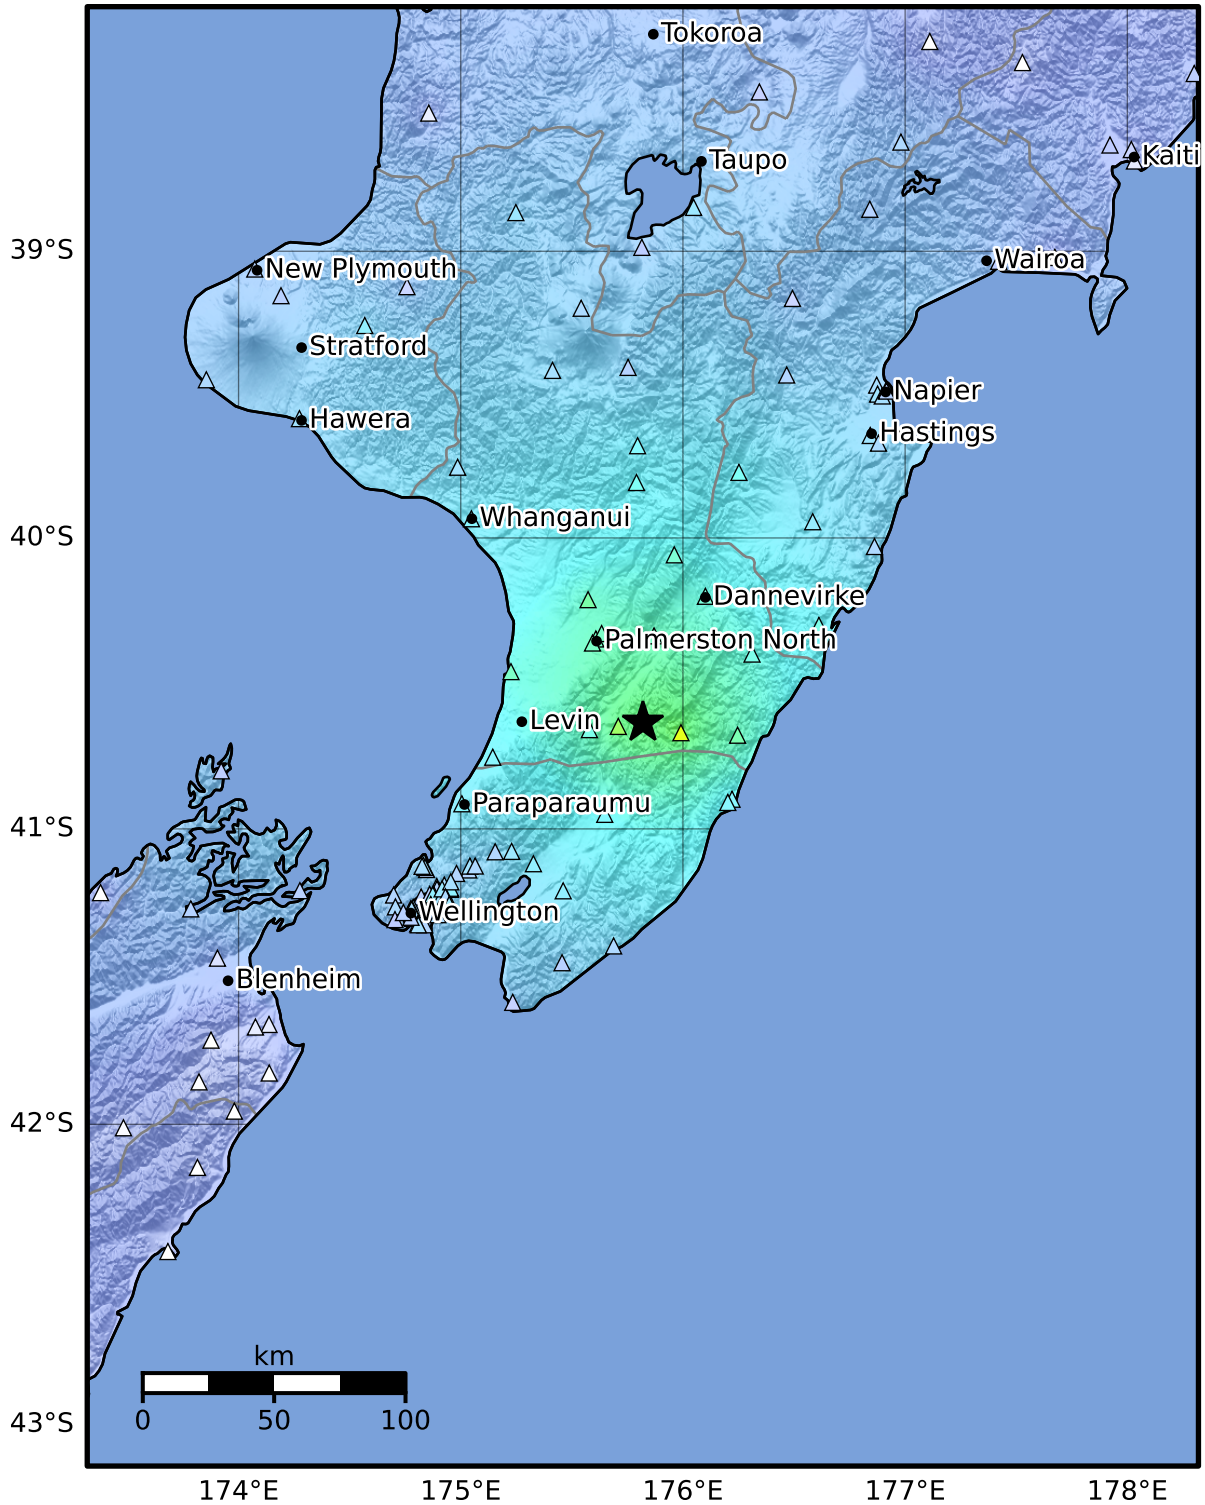 Tokoroa
Taupo
Kaiti
39°S
Wairoa
New Plymouth
Stratford
Napier
Hawera
Hastings
Whanganui
40°S
Dannevirke
Palmerston North
Levin
Paraparaumu
41°S
Wellington
Blenheim
42°S
km
0 50 100
43°S
174°E 175°E 176°E 177°E 178°E